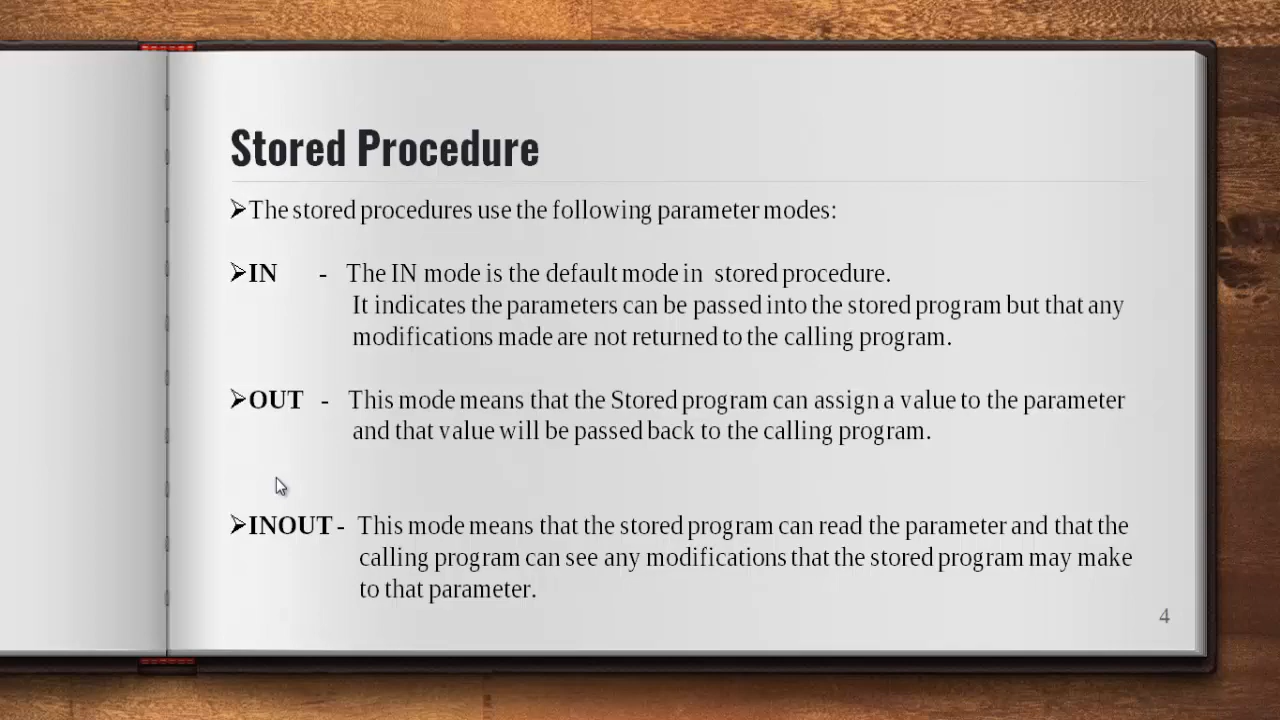 Stored Procedure
➢The stored procedures use the following parameter modes:
➢IN - The IN mode is the default mode in stored procedure.
It indicates the parameters can be passed into the stored program but that any
modifications made are not returned to the calling program.
➢OUT - This mode means that the Stored program can assign a value to the parameter
and that value will be passed back to the calling program.
➢INOUT - This mode means that the stored program can read the parameter and that the
calling program can see any modifications that the stored program may make
to that parameter.
4